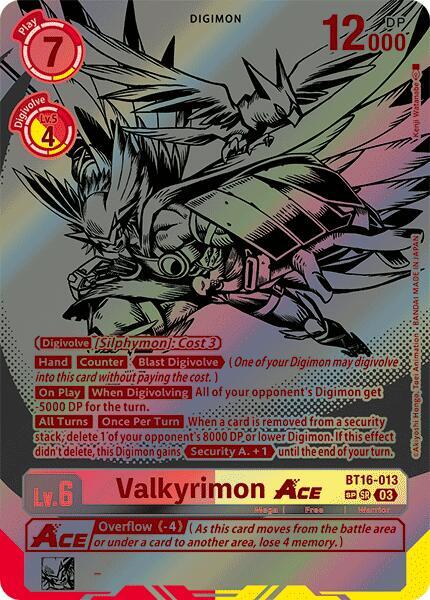 DIGIMON
Play
7
12000
DP
Digivolve
Lv.5
4
Kenji Watanabe
©Akiyoshi Hongo, Toei Animation • BANDAI MADE IN JAPAN
Digivolve [Silphymon]: Cost 3
Hand Counter Blast Digivolve (One of your Digimon may digivolve
into this card without paying the cost.)
On Play When Digivolving All of your opponent's Digimon get
-5000 DP for the turn.
All Turns Once Per Turn When a card is removed from a security
stack, delete 1 of your opponent's 8000 DP or lower Digimon. If this effect
didn't delete, this Digimon gains Security A. +1 until the end of your turn.
Lv.6
Valkyrimon ACE
BT16-013
SP SR 03
Mega Free Warrior
ACE Overflow ⟨-4⟩ (As this card moves from the battle area
or under a card to another area, lose 4 memory.)
-